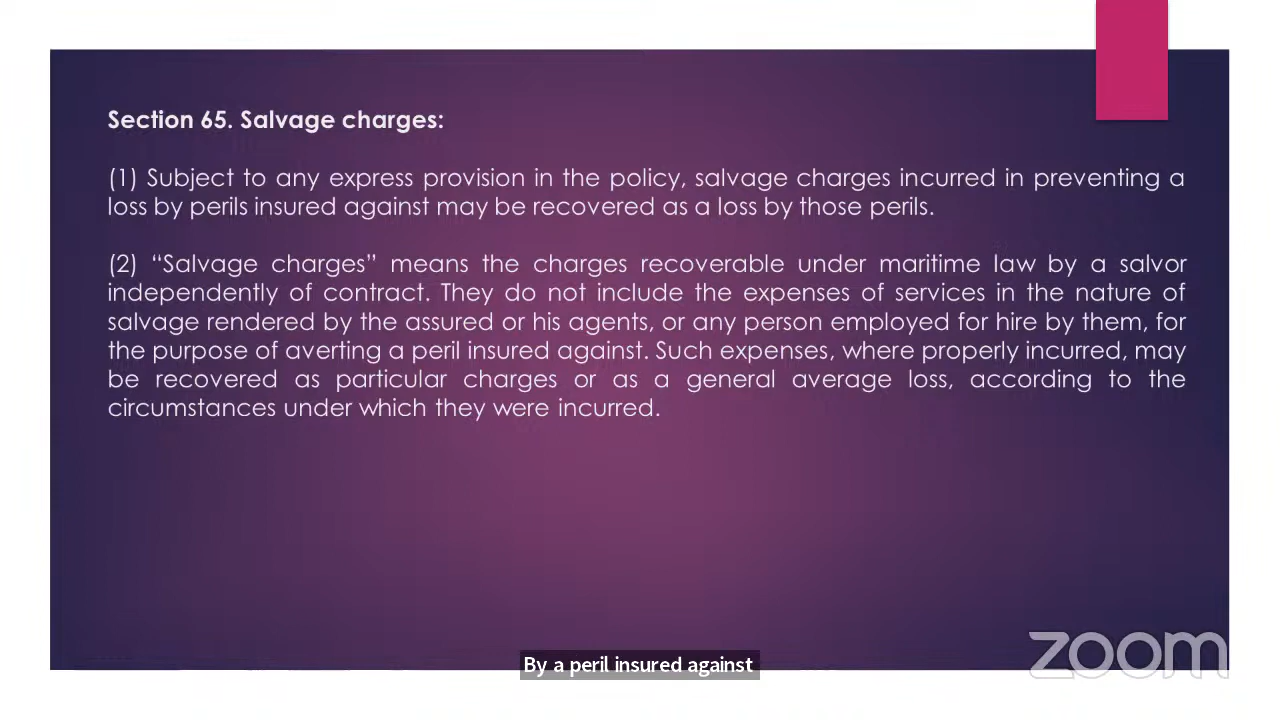 Section 65. Salvage charges:
(1) Subject to any express provision in the policy, salvage charges incurred in preventing a
loss by perils insured against may be recovered as a loss by those perils.
(2) “Salvage charges” means the charges recoverable under maritime law by a salvor
independently of contract. They do not include the expenses of services in the nature of
salvage rendered by the assured or his agents, or any person employed for hire by them, for
the purpose of averting a peril insured against. Such expenses, where properly incurred, may
be recovered as particular charges or as a general average loss, according to the
circumstances under which they were incurred.
zoom
By a peril insured against